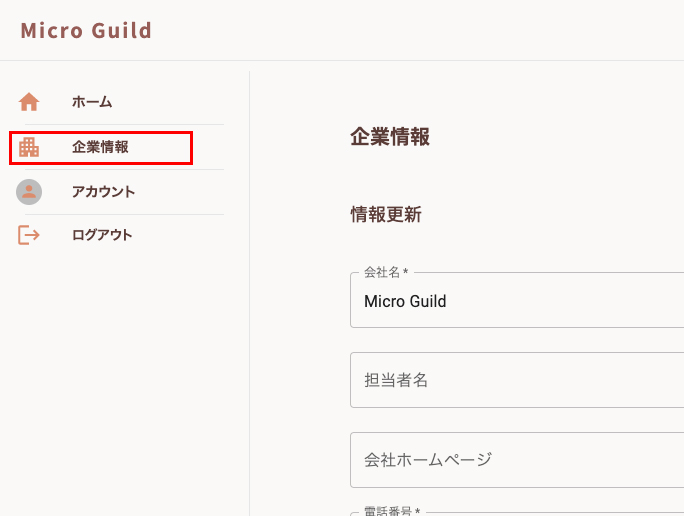 Micro Guild
ホーム
企業情報
アカウント
ログアウト
企業情報
情報更新
会社名 *
Micro Guild
担当者名
会社ホームページ
電話番号 *